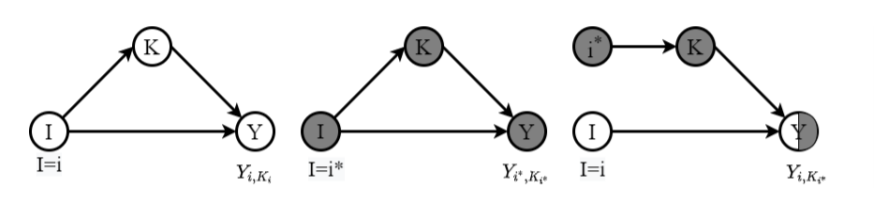 K K i* K
I Y I Y I Y
I=i I=i* I=i
Y_{i,K_i} Y_{i*,K_{i*}} Y_{i,K_{i*}}